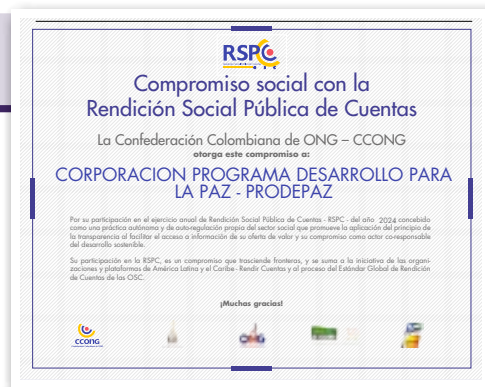 RSPC
Compromiso social con la
Rendición Social Pública de Cuentas
La Confederación Colombiana de ONG – CCONG
otorga este compromiso a:
CORPORACION PROGRAMA DESARROLLO PARA
LA PAZ - PRODEPAZ
Por su participación en el ejercicio anual de Rendición Social Pública de Cuentas - RSPC - del año 2024 concebido
como una práctica autónoma y de auto-regulación propia del sector social que promueve la aplicación del principio de
la transparencia al facilitar el acceso a información de su oferta de valor y su compromiso como actor co-responsable
del desarrollo sostenible.
Su participación en la RSPC, es un compromiso que trasciende fronteras, y se suma a la iniciativa de las organi-
zaciones y plataformas de América Latina y el Caribe - Rendir Cuentas y al proceso del Estándar Global de Rendición
de Cuentas de las OSC.
¡Muchas gracias!
CCONG